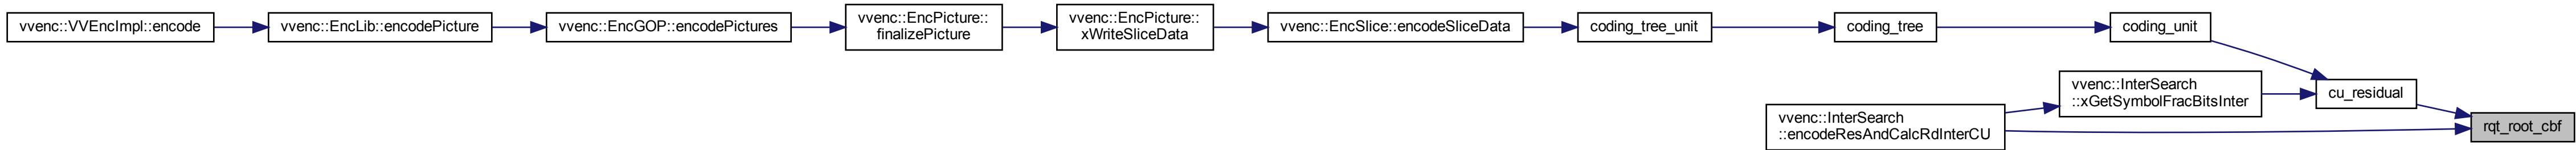 vvenc::VVEncImpl::encode
vvenc::EncLib::encodePicture
vvenc::EncGOP::encodePictures
vvenc::EncPicture::
finalizePicture
vvenc::EncPicture::
xWriteSliceData
vvenc::EncSlice::encodeSliceData
coding_tree_unit
coding_tree
coding_unit
vvenc::InterSearch
::xGetSymbolFracBitsInter
cu_residual
vvenc::InterSearch
::encodeResAndCalcRdInterCU
rqt_root_cbf